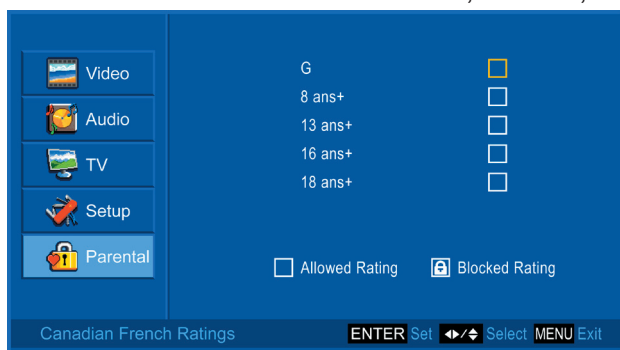 Video
Audio
TV
Setup
Parental
G
8 ans+
13 ans+
16 ans+
18 ans+
Allowed Rating Blocked Rating
Canadian French Ratings ENTER Set Select MENU Exit